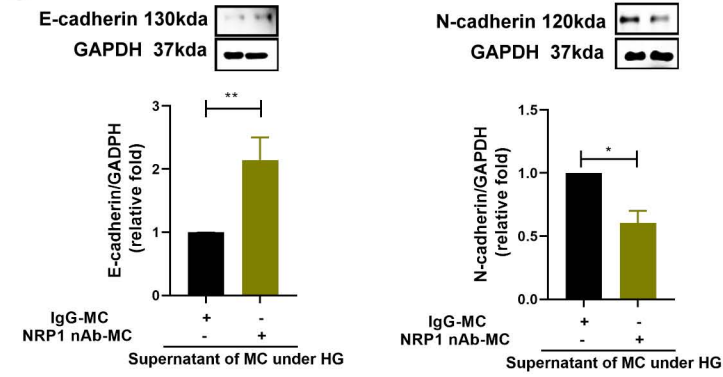 E-cadherin 130kda
GAPDH 37kda
**
3
2
1
0
E-cadherin/GADPH
(relative fold)
IgG-MC + -
NRP1 nAb-MC - +
Supernatant of MC under HG
N-cadherin 120kda
GAPDH 37kda
*
1.5
1.0
0.5
0.0
N-cadherin/GAPDH
(relative fold)
IgG-MC + -
NRP1 nAb-MC - +
Supernatant of MC under HG